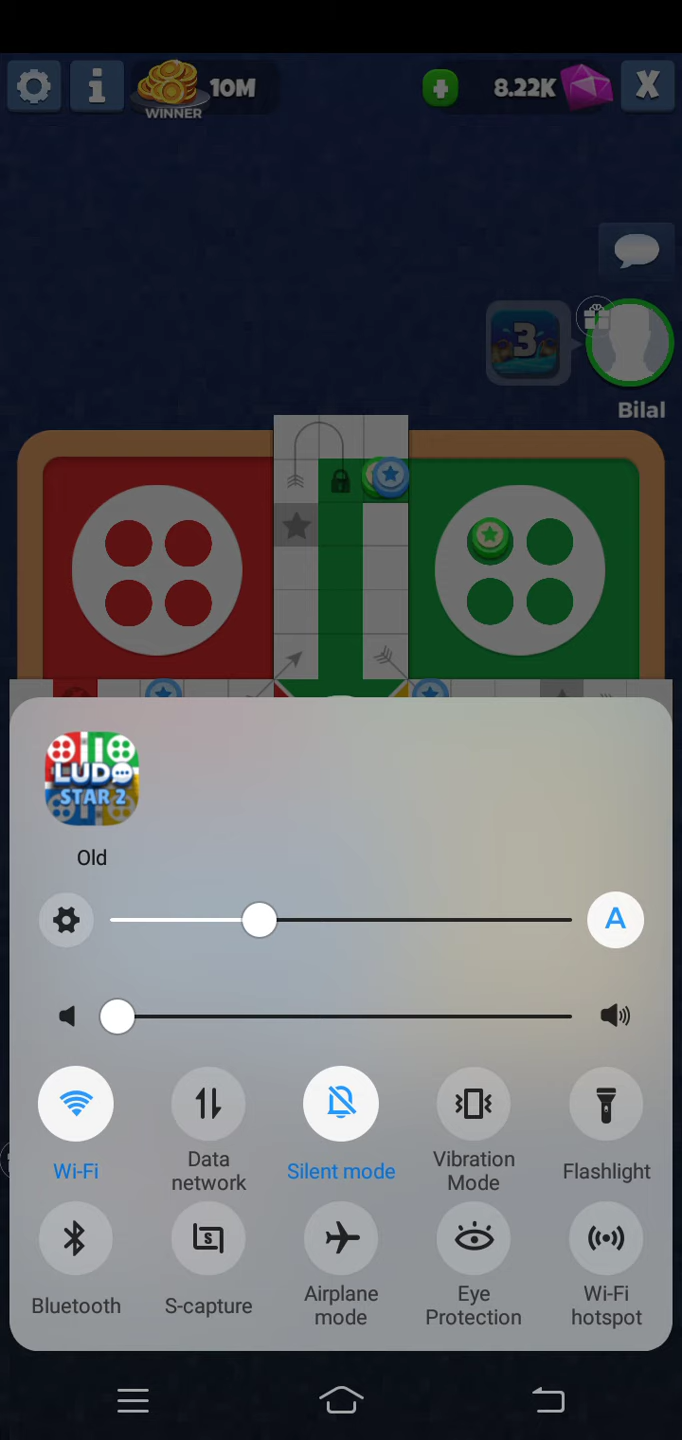 10M
8.22K
X
WINNER
3
Bilal
LUDO
STAR 2
Old
A
Wi-Fi
Data
network
Silent mode
Vibration
Mode
Flashlight
Bluetooth
S-capture
Airplane
mode
Eye
Protection
Wi-Fi
hotspot